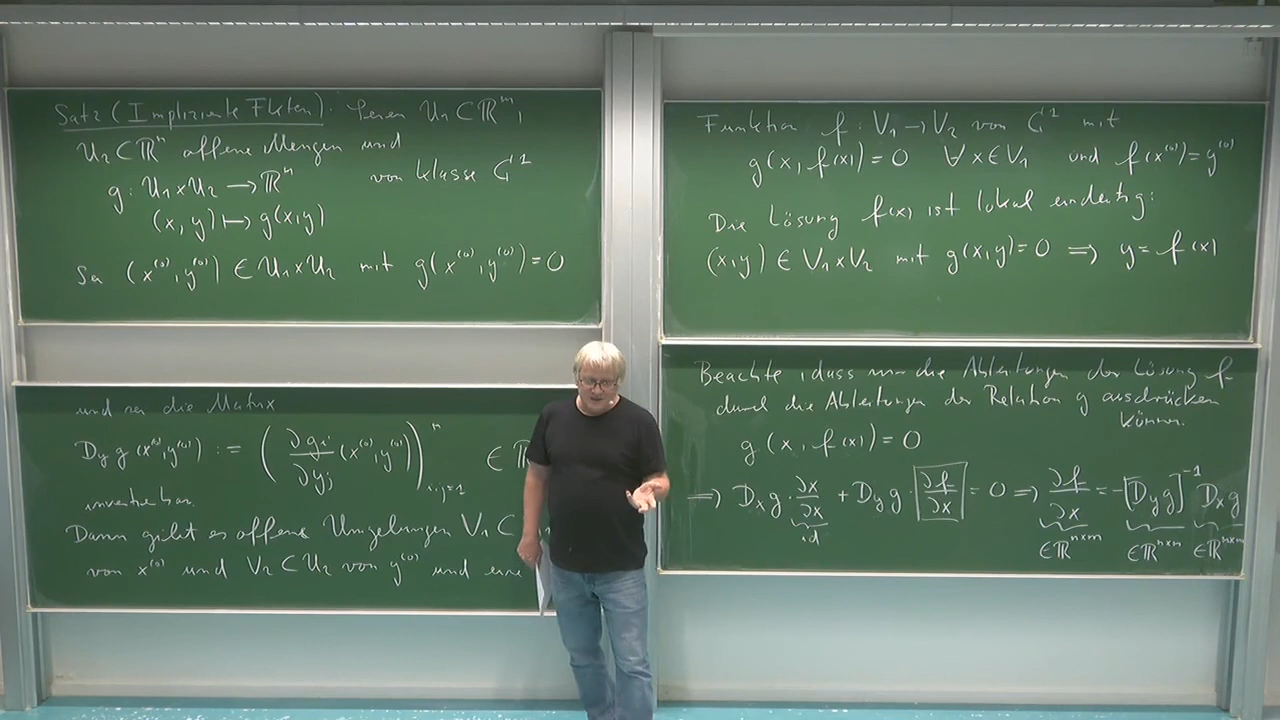 Satz (Implizierte Fkten). Seien U₁⊂ℝᵐ,
U₂⊂ℝⁿ offene Mengen und
g: U₁×U₂ → ℝⁿ von Klasse C¹
(x,y) ↦ g(x,y)
Sei (x⁽⁰⁾,y⁽⁰⁾) ∈ U₁×U₂ mit g(x⁽⁰⁾,y⁽⁰⁾)=0
und sei die Matrix
D_y g(x⁽⁰⁾,y⁽⁰⁾) := (∂g_i/∂y_j (x⁽⁰⁾,y⁽⁰⁾))ⁿ_{i,j=1} ∈ ℝ
invertierbar.
Dann gibt es offene Umgebungen V₁⊂
von x⁽⁰⁾ und V₂⊂U₂ von y⁽⁰⁾ und eine
Funktion f: V₁→V₂ von C¹ mit
g(x,f(x))=0 ∀x∈V₁ und f(x⁽⁰⁾)=y⁽⁰⁾
Die Lösung f(x) ist lokal eindeutig:
(x,y) ∈ V₁×V₂ mit g(x,y)=0 ⟹ y=f(x)
Beachte, dass wir die Ableitungen der Lösung f
durch die Ableitungen der Relation g ausdrücken
können.
g(x,f(x))=0
⟹ D_x g · ∂x/∂x + D_y g · ∂f/∂x = 0 ⟹ ∂f/∂x = -[D_y g]⁻¹ D_x g
id ∈ℝⁿˣᵐ ∈ℝⁿˣⁿ ∈ℝⁿˣᵐ